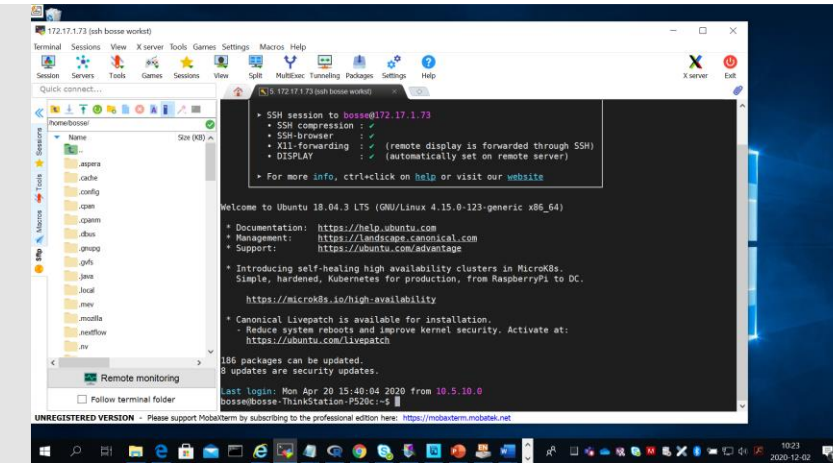 172.17.1.73 (ssh bosse workst)
Terminal Sessions View X server Tools Games Settings Macros Help
Session Servers Tools Games Sessions View Split MultiExec Tunneling Packages Settings Help X server Exit
Quick connect...
5. 172.17.1.73 (ssh bosse workst)
/home/bosse/
Name Size (KB)
..
.aspera
.cache
.config
.cpan
.cpanm
.dbus
.gnupg
.gvfs
.java
.local
.mev
.mozilla
.nextflow
.nv
Sessions
Tools
Macros
Sftp
Remote monitoring
Follow terminal folder
▸ SSH session to bosse@172.17.1.73
• SSH compression : ✔
• SSH-browser : ✔
• X11-forwarding : ✔ (remote display is forwarded through SSH)
• DISPLAY : ✔ (automatically set on remote server)
▸ For more info, ctrl+click on help or visit our website
Welcome to Ubuntu 18.04.3 LTS (GNU/Linux 4.15.0-123-generic x86_64)
* Documentation: https://help.ubuntu.com
* Management: https://landscape.canonical.com
* Support: https://ubuntu.com/advantage
* Introducing self-healing high availability clusters in MicroK8s.
Simple, hardened, Kubernetes for production, from RaspberryPi to DC.
https://microk8s.io/high-availability
* Canonical Livepatch is available for installation.
- Reduce system reboots and improve kernel security. Activate at:
https://ubuntu.com/livepatch
186 packages can be updated.
8 updates are security updates.
Last login: Mon Apr 20 15:40:04 2020 from 10.5.10.0
bosse@bosse-ThinkStation-P520c:~$
UNREGISTERED VERSION - Please support MobaXterm by subscribing to the professional edition here: https://mobaxterm.mobatek.net
10:23
2020-12-02